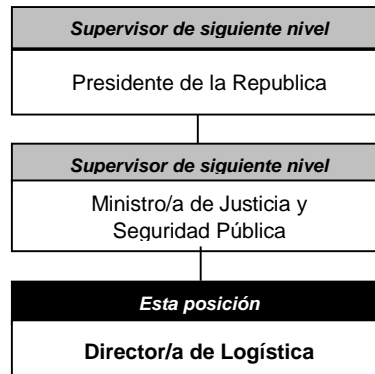 Supervisor de siguiente nivel
Presidente de la Republica
Supervisor de siguiente nivel
Ministro/a de Justicia y
Seguridad Pública
Esta posición
Director/a de Logística